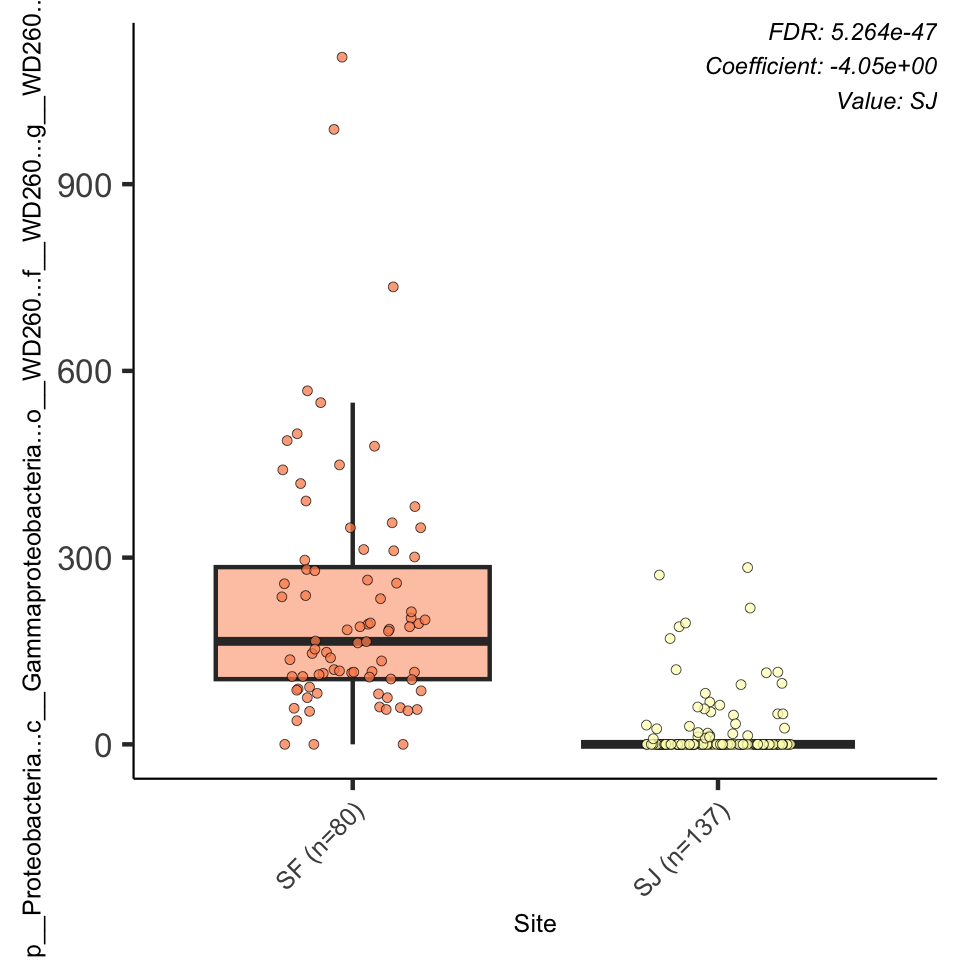 FDR: 5.264e-47
Coefficient: -4.05e+00
Value: SJ
p__Proteobacteria...c__Gammaproteobacteria...o__WD260...f__WD260...g__WD260...
900
600
300
0
SF (n=80)
SJ (n=137)
Site